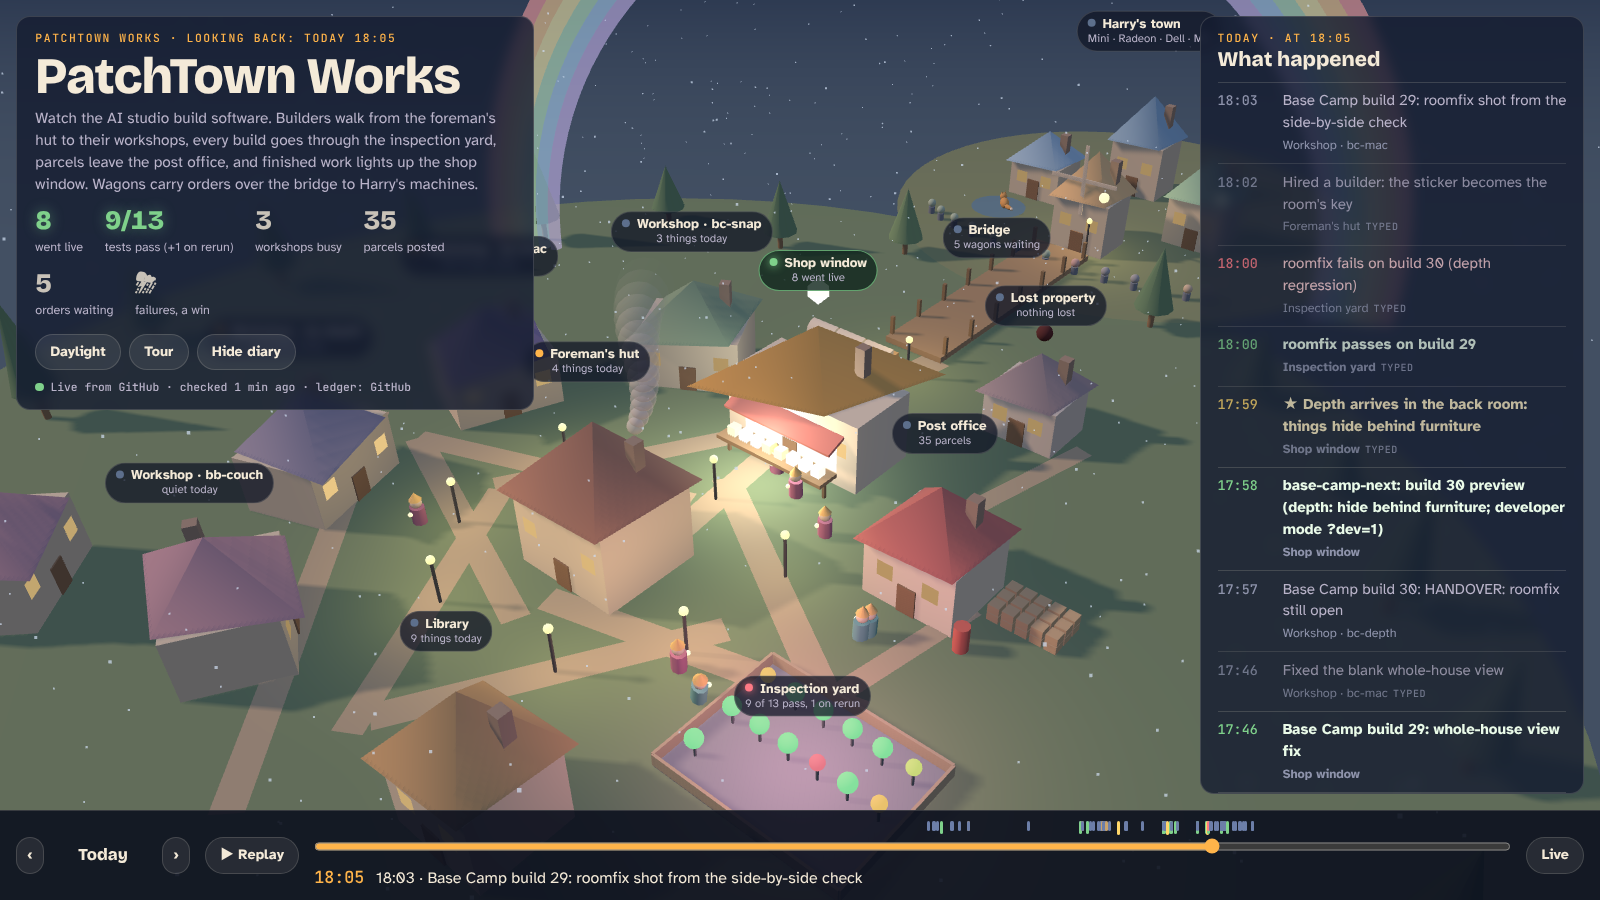 PATCHTOWN WORKS · LOOKING BACK: TODAY 18:05
PatchTown Works
Watch the AI studio build software. Builders walk from the foreman's
hut to their workshops, every build goes through the inspection yard,
parcels leave the post office, and finished work lights up the shop
window. Wagons carry orders over the bridge to Harry's machines.
8
went live
9/13
tests pass (+1 on rerun)
3
workshops busy
35
parcels posted
5
orders waiting
failures, a win
Daylight
Tour
Hide diary
Live from GitHub · checked 1 min ago · ledger: GitHub
Harry's town
Mini · Radeon · Dell · M
ac
Workshop · bc-snap
3 things today
Bridge
5 wagons waiting
Shop window
8 went live
Lost property
nothing lost
Foreman's hut
4 things today
Post office
35 parcels
Workshop · bb-couch
quiet today
Library
9 things today
Inspection yard
9 of 13 pass, 1 on rerun
TODAY · AT 18:05
What happened
18:03
Base Camp build 29: roomfix shot from the
side-by-side check
Workshop · bc-mac
18:02
Hired a builder: the sticker becomes the
room's key
Foreman's hut TYPED
18:00
roomfix fails on build 30 (depth
regression)
Inspection yard TYPED
18:00
roomfix passes on build 29
Inspection yard TYPED
17:59
★ Depth arrives in the back room:
things hide behind furniture
Shop window TYPED
17:58
base-camp-next: build 30 preview
(depth: hide behind furniture; developer
mode ?dev=1)
Shop window
17:57
Base Camp build 30: HANDOVER: roomfix
still open
Workshop · bc-depth
17:46
Fixed the blank whole-house view
Workshop · bc-mac TYPED
17:46
Base Camp build 29: whole-house view
fix
Shop window
‹
Today
›
▶ Replay
Live
18:05 18:03 · Base Camp build 29: roomfix shot from the side-by-side check